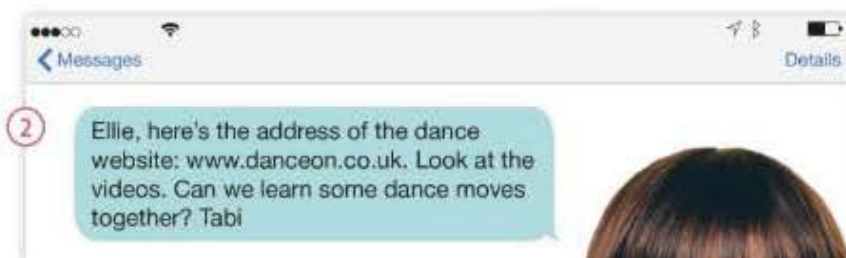 Messages
Details
2
Ellie, here's the address of the dance
website: www.danceon.co.uk. Look at the
videos. Can we learn some dance moves
together? Tabi